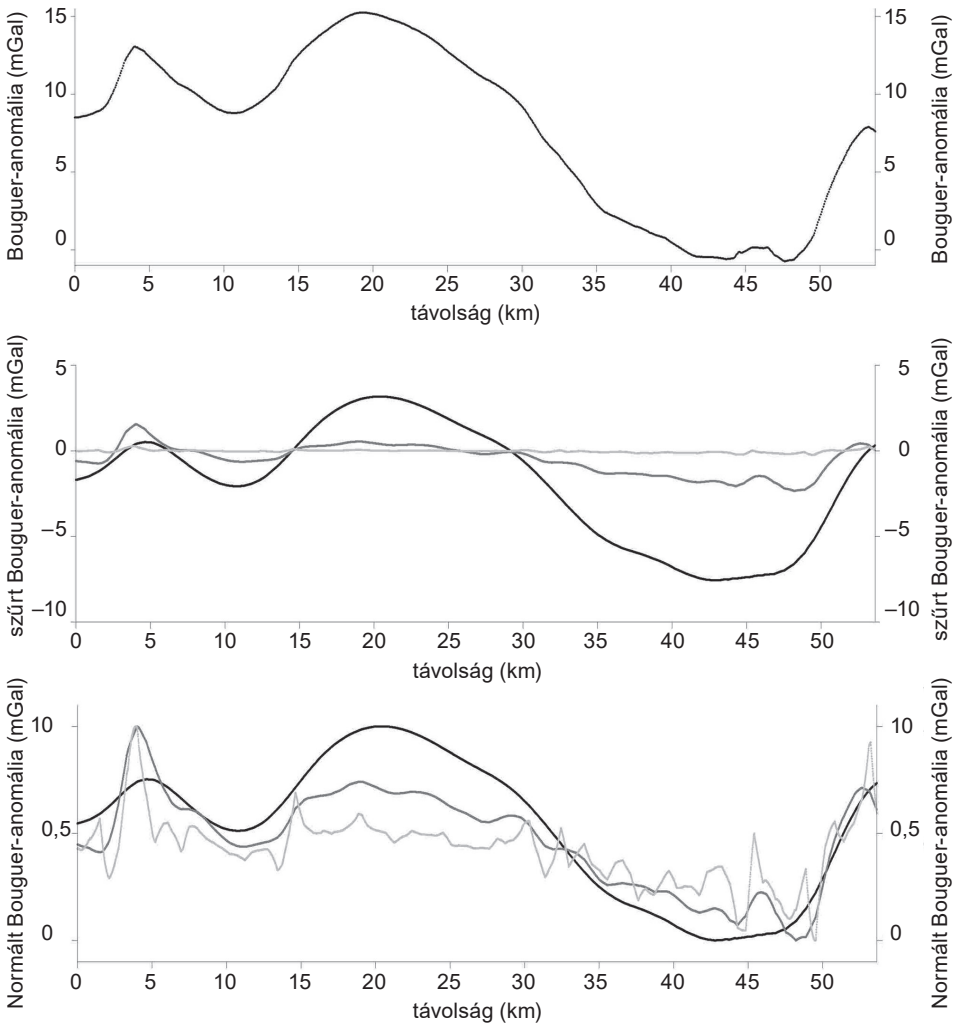 Bouguer-anomália (mGal)
15
10
5
0
15
10
5
0
Bouguer-anomália (mGal)
0 5 10 15 20 25 30 35 40 45 50
távolság (km)
szűrt Bouguer-anomália (mGal)
5
0
–5
–10
5
0
–5
–10
szűrt Bouguer-anomália (mGal)
0 5 10 15 20 25 30 35 40 45 50
távolság (km)
Normált Bouguer-anomália (mGal)
10
0,5
0
10
0,5
0
Normált Bouguer-anomália (mGal)
0 5 10 15 20 25 30 35 40 45 50
távolság (km)